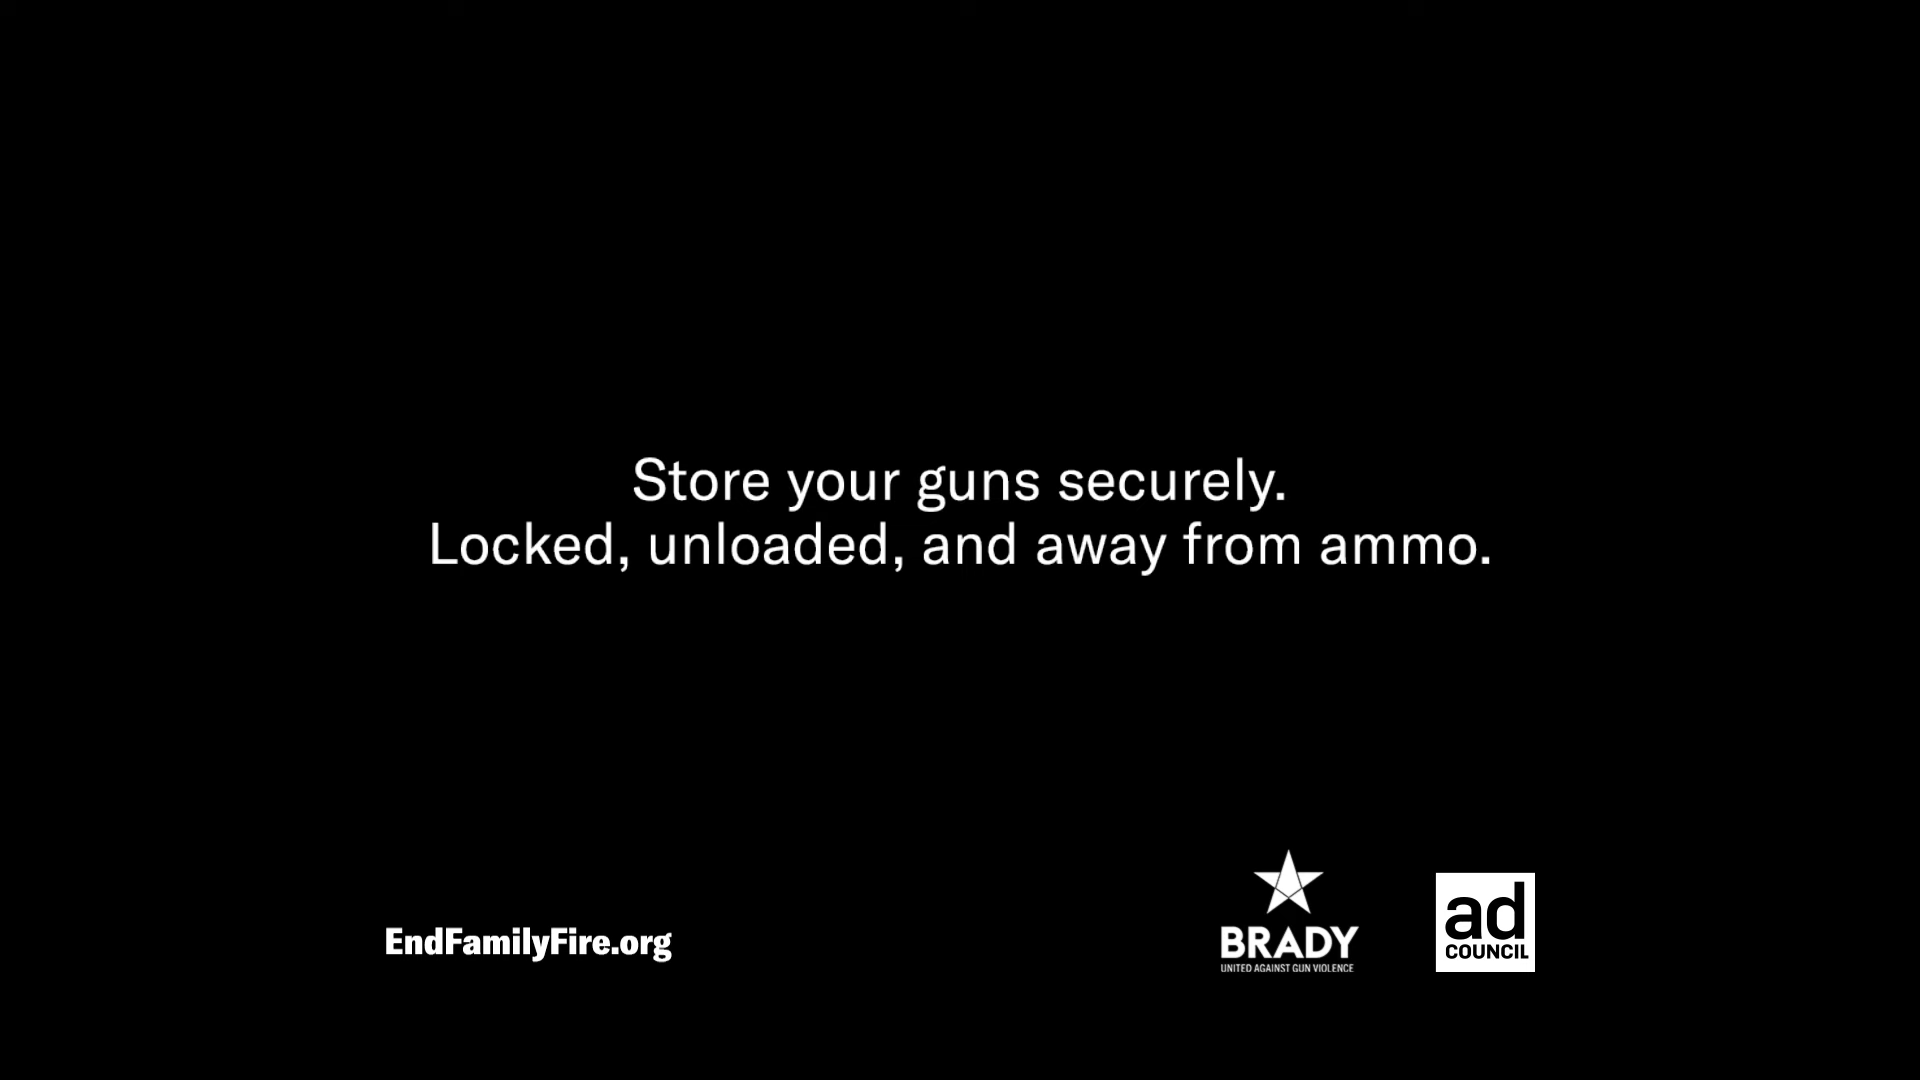 Store your guns securely.
Locked, unloaded, and away from ammo.
EndFamilyFire.org
BRADY
UNITED AGAINST GUN VIOLENCE
ad
COUNCIL